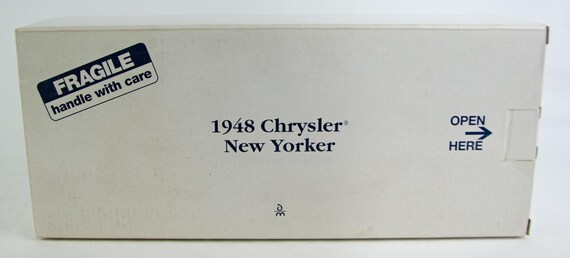 FRAGILE
handle with care
1948 Chrysler®
New Yorker
OPEN
HERE